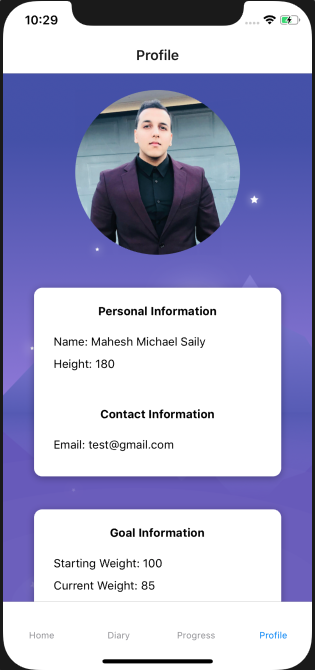 10:29
Profile
Personal Information
Name: Mahesh Michael Saily
Height: 180
Contact Information
Email: test@gmail.com
Goal Information
Starting Weight: 100
Current Weight: 85
Home Diary Progress Profile